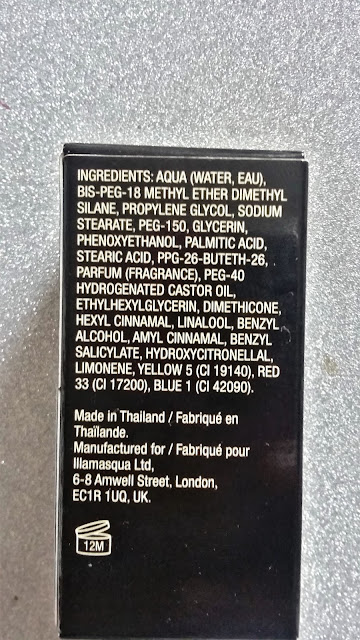 INGREDIENTS: AQUA (WATER, EAU),
BIS-PEG-18 METHYL ETHER DIMETHYL
SILANE, PROPYLENE GLYCOL, SODIUM
STEARATE, PEG-150, GLYCERIN,
PHENOXYETHANOL, PALMITIC ACID,
STEARIC ACID, PPG-26-BUTETH-26,
PARFUM (FRAGRANCE), PEG-40
HYDROGENATED CASTOR OIL,
ETHYLHEXYLGLYCERIN, DIMETHICONE,
HEXYL CINNAMAL, LINALOOL, BENZYL
ALCOHOL, AMYL CINNAMAL, BENZYL
SALICYLATE, HYDROXYCITRONELLAL,
LIMONENE, YELLOW 5 (CI 19140), RED
33 (CI 17200), BLUE 1 (CI 42090).
Made in Thailand / Fabriqué en
Thaïlande.
Manufactured for / Fabriqué pour
Illamasqua Ltd,
6-8 Amwell Street, London,
EC1R 1UQ, UK.
12M